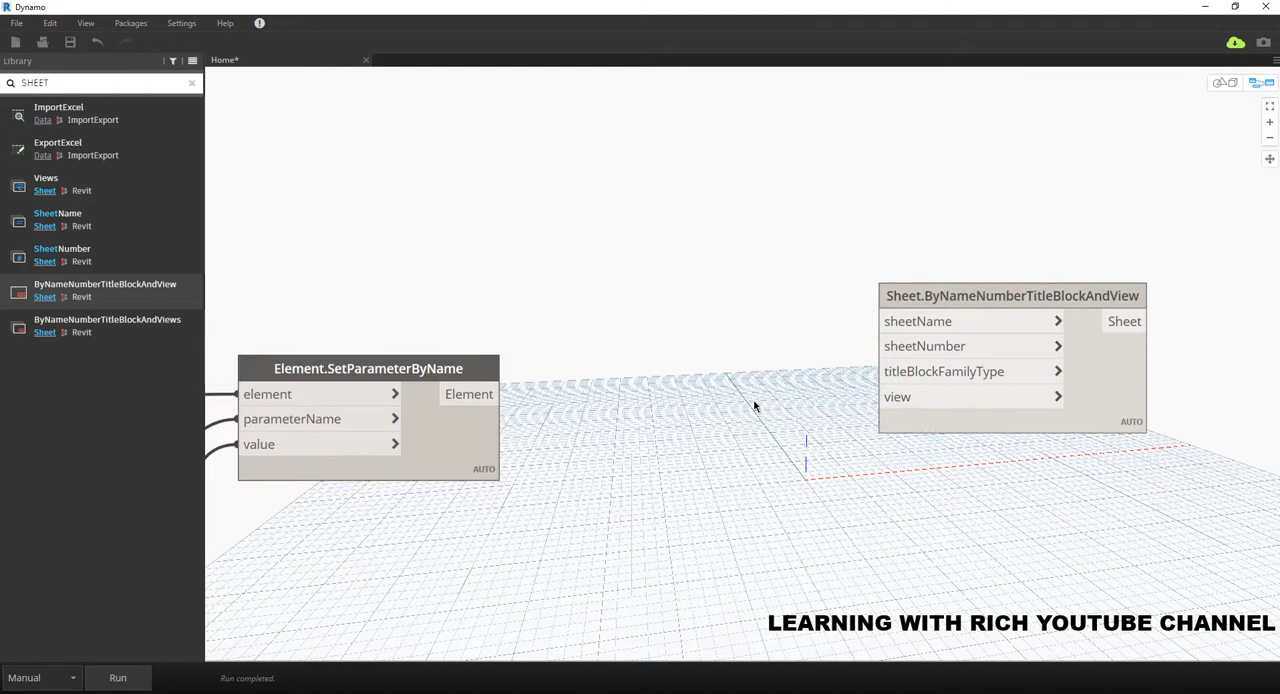 Dynamo
File Edit View Packages Settings Help
Library
Home*
SHEET
ImportExcel
Data ImportExport
ExportExcel
Data ImportExport
Views
Sheet Revit
SheetName
Sheet Revit
SheetNumber
Sheet Revit
ByNameNumberTitleBlockAndView
Sheet Revit
ByNameNumberTitleBlockAndViews
Sheet Revit
Element.SetParameterByName
element Element
parameterName
value
AUTO
Sheet.ByNameNumberTitleBlockAndView
sheetName Sheet
sheetNumber
titleBlockFamilyType
view
AUTO
LEARNING WITH RICH YOUTUBE CHANNEL
Manual Run Run completed.